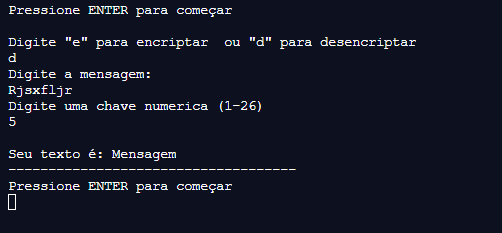 Pressione ENTER para começar
Digite "e" para encriptar  ou "d" para desencriptar
d
Digite a mensagem:
Rjsxfljr
Digite uma chave numerica (1-26)
5
Seu texto é: Mensagem
------------------------------------
Pressione ENTER para começar